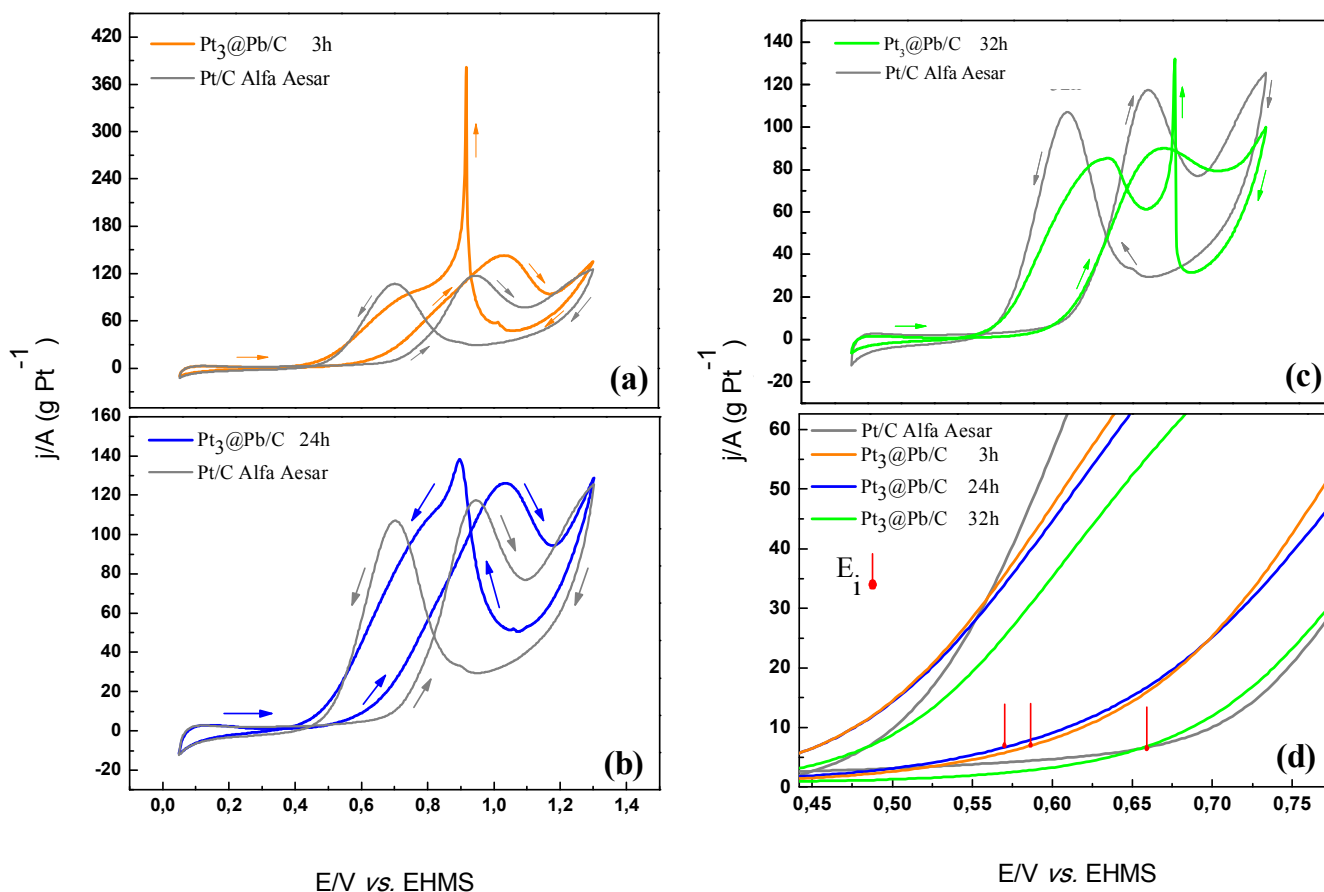 420
360
300
240
180
120
60
0
Pt3@Pb/C 3h
Pt/C Alfa Aesar
(a)
j/A (g Pt -1)
160
140
120
100
80
60
40
20
0
-20
Pt3@Pb/C 24h
Pt/C Alfa Aesar
(b)
0,0 0,2 0,4 0,6 0,8 1,0 1,2 1,4
E/V vs. EHMS
140
120
100
80
60
40
20
0
-20
Pt3@Pb/C 32h
Pt/C Alfa Aesar
(c)
j/A (g Pt -1)
60
50
40
30
20
10
0
Pt/C Alfa Aesar
Pt3@Pb/C 3h
Pt3@Pb/C 24h
Pt3@Pb/C 32h
Ei
(d)
0,45 0,50 0,55 0,60 0,65 0,70 0,75
E/V vs. EHMS